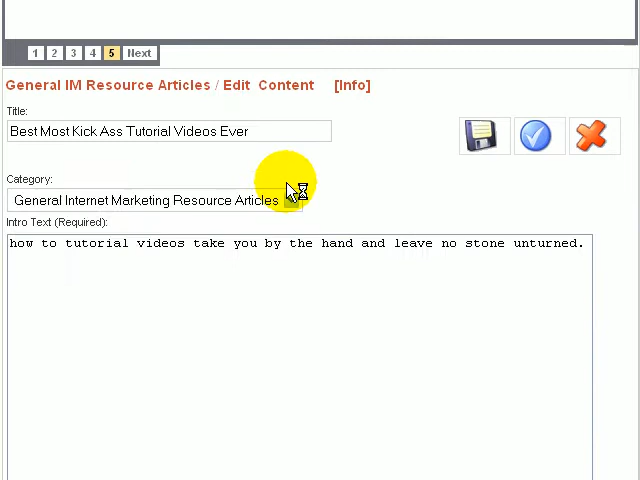 1 2 3 4 5 Next
General IM Resource Articles / Edit Content [Info]
Title:
Best Most Kick Ass Tutorial Videos Ever
Category:
General Internet Marketing Resource Articles
Intro Text (Required):
how to tutorial videos take you by the hand and leave no stone unturned.